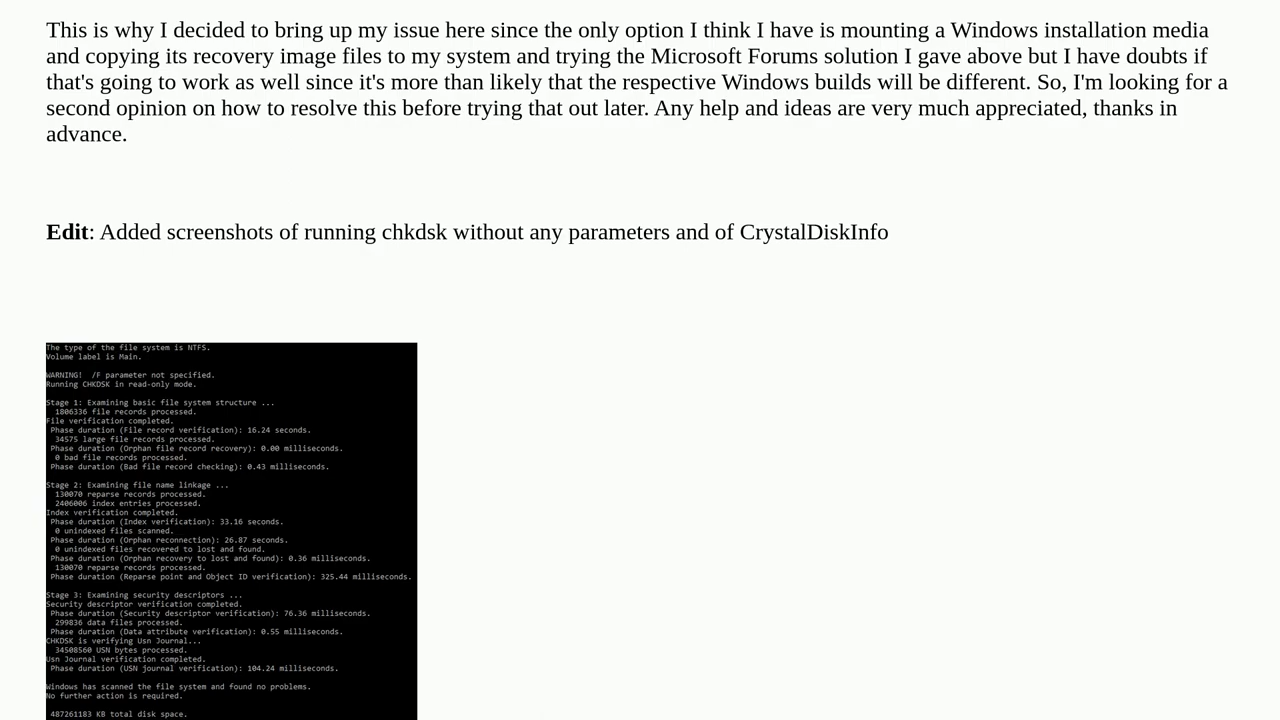 This is why I decided to bring up my issue here since the only option I think I have is mounting a Windows installation media
and copying its recovery image files to my system and trying the Microsoft Forums solution I gave above but I have doubts if
that's going to work as well since it's more than likely that the respective Windows builds will be different. So, I'm looking for a
second opinion on how to resolve this before trying that out later. Any help and ideas are very much appreciated, thanks in
advance.
Edit: Added screenshots of running chkdsk without any parameters and of CrystalDiskInfo
The type of the file system is NTFS.
Volume label is Main.
WARNING!  /F parameter not specified.
Running CHKDSK in read-only mode.
Stage 1: Examining basic file system structure ...
1806336 file records processed.
File verification completed.
Phase duration (File record verification): 16.24 seconds.
34575 large file records processed.
Phase duration (Orphan file record recovery): 0.00 milliseconds.
0 bad file records processed.
Phase duration (Bad file record checking): 0.43 milliseconds.
Stage 2: Examining file name linkage ...
130070 reparse records processed.
2406006 index entries processed.
Index verification completed.
Phase duration (Index verification): 33.16 seconds.
0 unindexed files scanned.
Phase duration (Orphan reconnection): 26.87 seconds.
0 unindexed files recovered to lost and found.
Phase duration (Orphan recovery to lost and found): 0.36 milliseconds.
130070 reparse records processed.
Phase duration (Reparse point and Object ID verification): 325.44 milliseconds.
Stage 3: Examining security descriptors ...
Security descriptor verification completed.
Phase duration (Security descriptor verification): 76.36 milliseconds.
299836 data files processed.
Phase duration (Data attribute verification): 0.55 milliseconds.
CHKDSK is verifying Usn Journal...
34508560 USN bytes processed.
Usn Journal verification completed.
Phase duration (USN journal verification): 104.24 milliseconds.
Windows has scanned the file system and found no problems.
No further action is required.
487261183 KB total disk space.